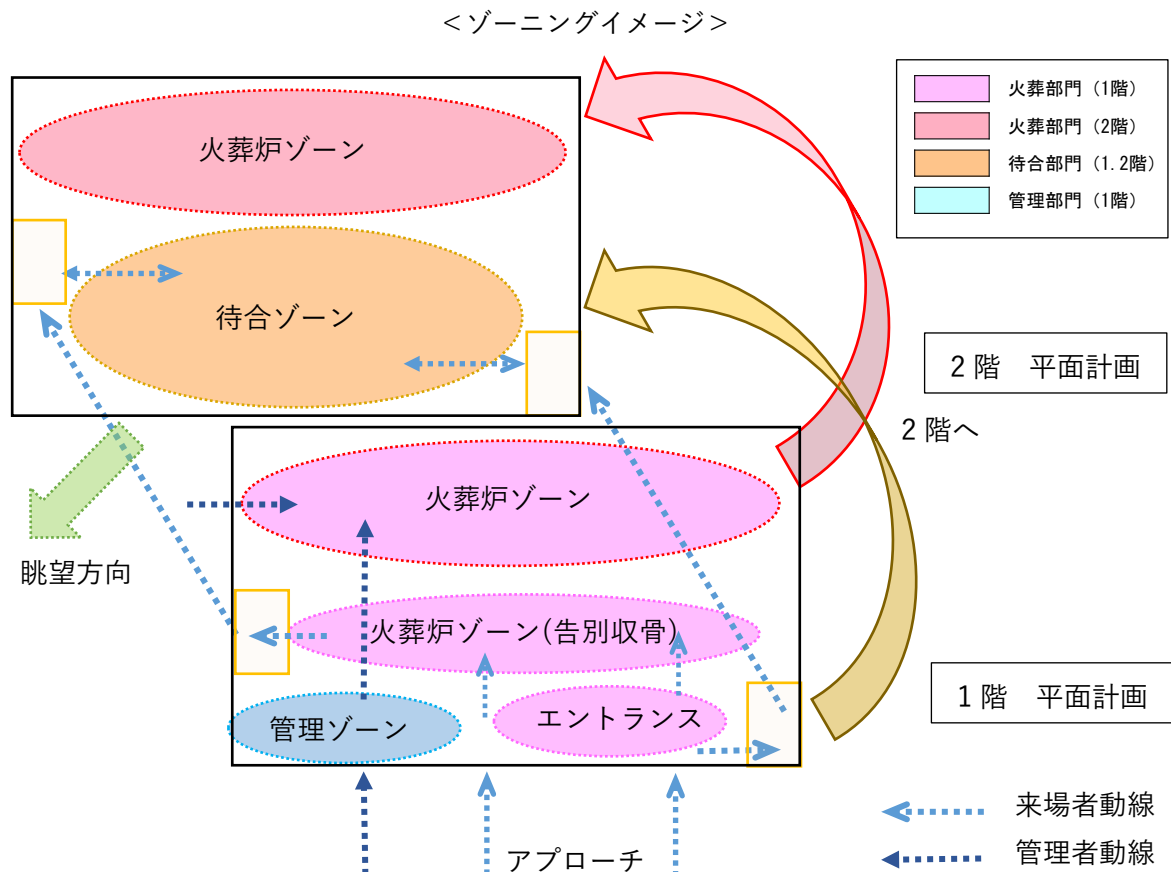 ＜ゾーニングイメージ＞
火葬部門（1階）
火葬部門（2階）
待合部門（1.2階）
管理部門（1階）
火葬炉ゾーン
待合ゾーン
2階　平面計画
2階へ
火葬炉ゾーン
眺望方向
火葬炉ゾーン(告別収骨)
1階　平面計画
管理ゾーン
エントランス
来場者動線
アプローチ
管理者動線